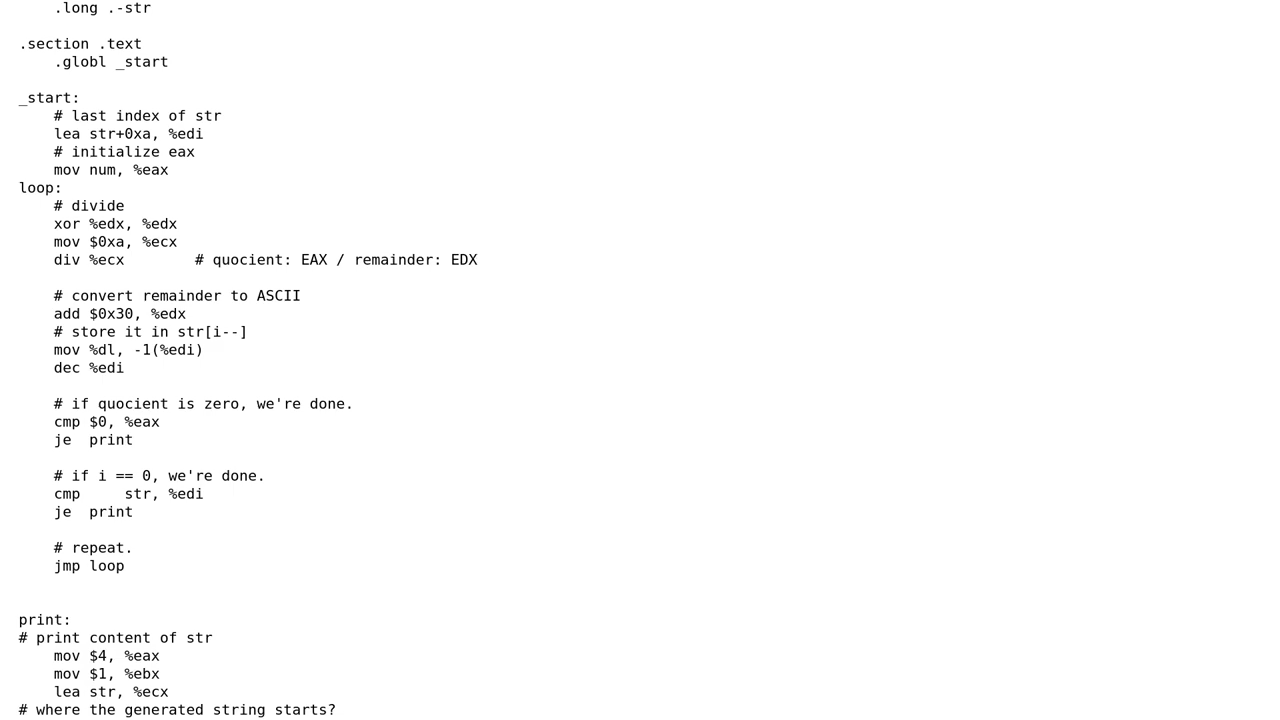 .long .-str

.section .text
    .globl _start

_start:
    # last index of str
    lea str+0xa, %edi
    # initialize eax
    mov num, %eax
loop:
    # divide
    xor %edx, %edx
    mov $0xa, %ecx
    div %ecx        # quocient: EAX / remainder: EDX

    # convert remainder to ASCII
    add $0x30, %edx
    # store it in str[i--]
    mov %dl, -1(%edi)
    dec %edi

    # if quocient is zero, we're done.
    cmp $0, %eax
    je  print

    # if i == 0, we're done.
    cmp     str, %edi
    je  print

    # repeat.
    jmp loop


print:
# print content of str
    mov $4, %eax
    mov $1, %ebx
    lea str, %ecx
# where the generated string starts?